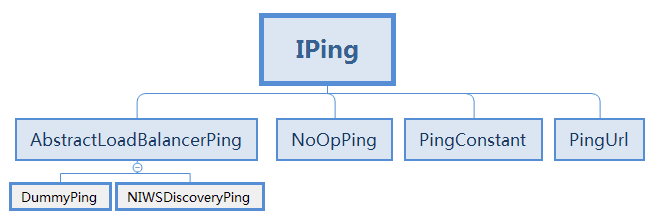 IPing
AbstractLoadBalancerPing
NoOpPing
PingConstant
PingUrl
DummyPing
NIWSDiscoveryPing